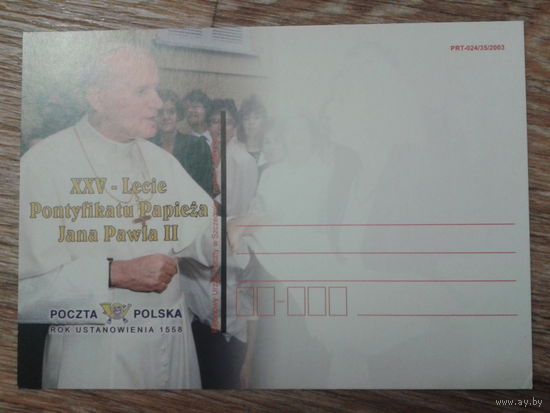 PRT-024/35/2003
XXV - Lecie
Pontyfikatu Papieża
Jana Pawła II
POCZTA POLSKA
ROK USTANOWIENIA 1558
www.ay.by